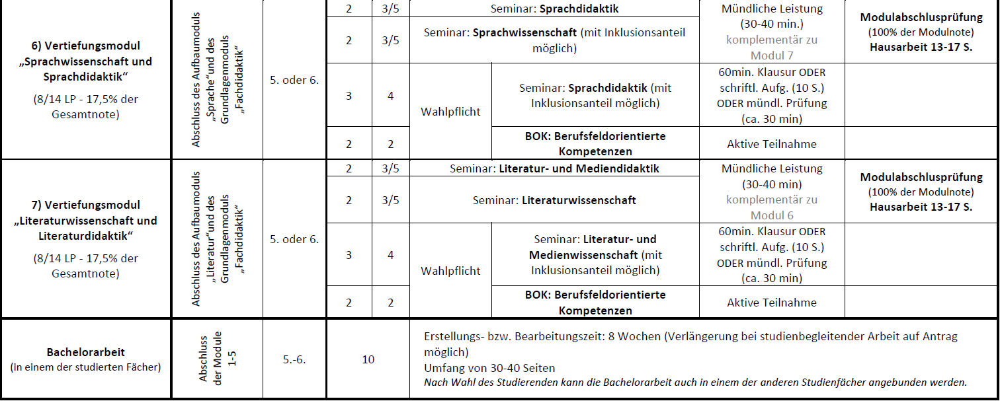 6) Vertiefungsmodul
„Sprachwissenschaft und
Sprachdidaktik“
(8/14 LP - 17,5% der
Gesamtnote)
Abschluss des Aufbaumoduls
„Sprache“und des
Grundlagenmoduls
„Fachdidaktik“
5. oder 6.
2
3/5
Seminar: Sprachdidaktik
Mündliche Leistung
(30-40 min.)
komplementär zu
Modul 7
Modulabschlusprüfung
(100% der Modulnote)
Hausarbeit 13-17 S.
2
3/5
Seminar: Sprachwissenschaft (mit Inklusionsanteil
möglich)
3
4
Wahlpflicht
Seminar: Sprachdidaktik (mit
Inklusionsanteil möglich)
60min. Klausur ODER
schriftl. Aufg. (10 S.)
ODER mündl. Prüfung
(ca. 30 min)
2
2
BOK: Berufsfeldorientierte
Kompetenzen
Aktive Teilnahme
7) Vertiefungsmodul
„Literaturwissenschaft und
Literaturdidaktik“
(8/14 LP - 17,5% der
Gesamtnote)
Abschluss des Aufbaumoduls
„Literatur“und des
Grundlagenmoduls
„Fachdidaktik“
5. oder 6.
2
3/5
Seminar: Literatur- und Mediendidaktik
Mündliche Leistung
(30-40 min)
komplementär zu
Modul 6
Modulabschlusprüfung
(100% der Modulnote)
Hausarbeit 13-17 S.
2
3/5
Seminar: Literaturwissenschaft
3
4
Wahlpflicht
Seminar: Literatur- und
Medienwissenschaft (mit
Inklusionsanteil möglich)
60min. Klausur ODER
schriftl. Aufg. (10 S.)
ODER mündl. Prüfung
(ca. 30 min)
2
2
BOK: Berufsfeldorientierte
Kompetenzen
Aktive Teilnahme
Bachelorarbeit
(in einem der studierten Fächer)
Abschluss
der Module
1-5
5.-6.
10
Erstellungs- bzw. Bearbeitungszeit: 8 Wochen (Verlängerung bei studienbegleitender Arbeit auf Antrag
möglich)
Umfang von 30-40 Seiten
Nach Wahl des Studierenden kann die Bachelorarbeit auch in einem der anderen Studienfächer angebunden werden.